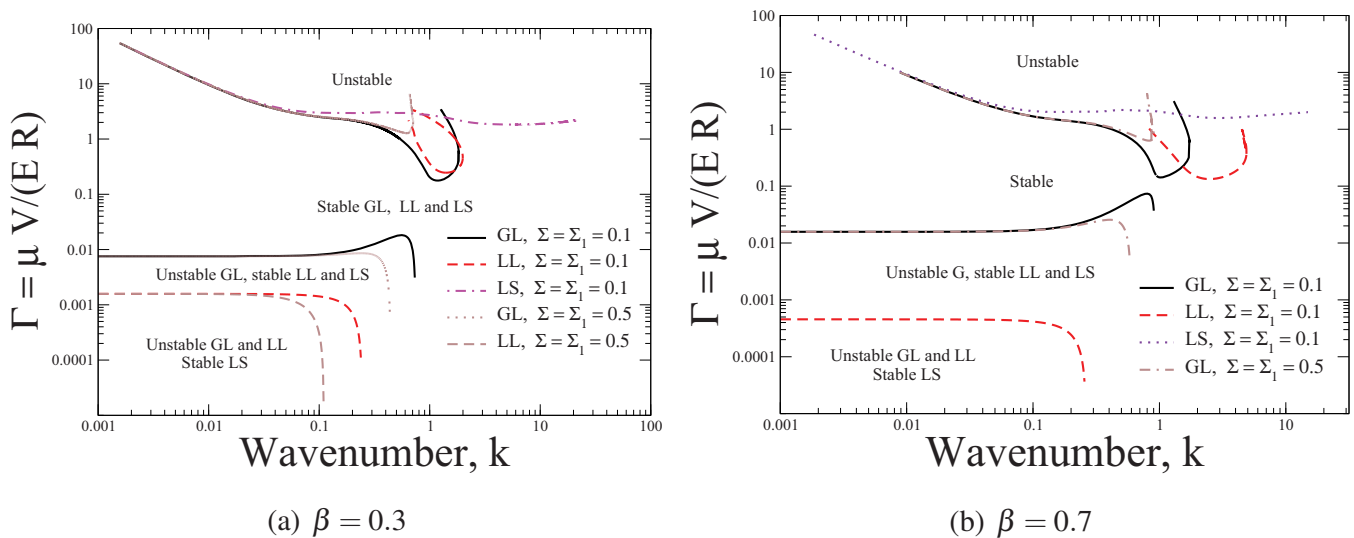 100
10
1
0.1
0.01
0.001
0.0001
Γ = μ V/(E R)
Unstable
Stable GL, LL and LS
Unstable GL, stable LL and LS
Unstable GL and LL
Stable LS
GL, Σ = Σ₁ = 0.1
LL, Σ = Σ₁ = 0.1
LS, Σ = Σ₁ = 0.1
GL, Σ = Σ₁ = 0.5
LL, Σ = Σ₁ = 0.5
0.001 0.01 0.1 1 10 100
Wavenumber, k
(a) β = 0.3
100
10
1
0.1
0.01
0.001
0.0001
Γ = μ V/(E R)
Unstable
Stable
Unstable G, stable LL and LS
Unstable GL and LL
Stable LS
GL, Σ = Σ₁ = 0.1
LL, Σ = Σ₁ = 0.1
LS, Σ = Σ₁ = 0.1
GL, Σ = Σ₁ = 0.5
0.001 0.01 0.1 1 10
Wavenumber, k
(b) β = 0.7